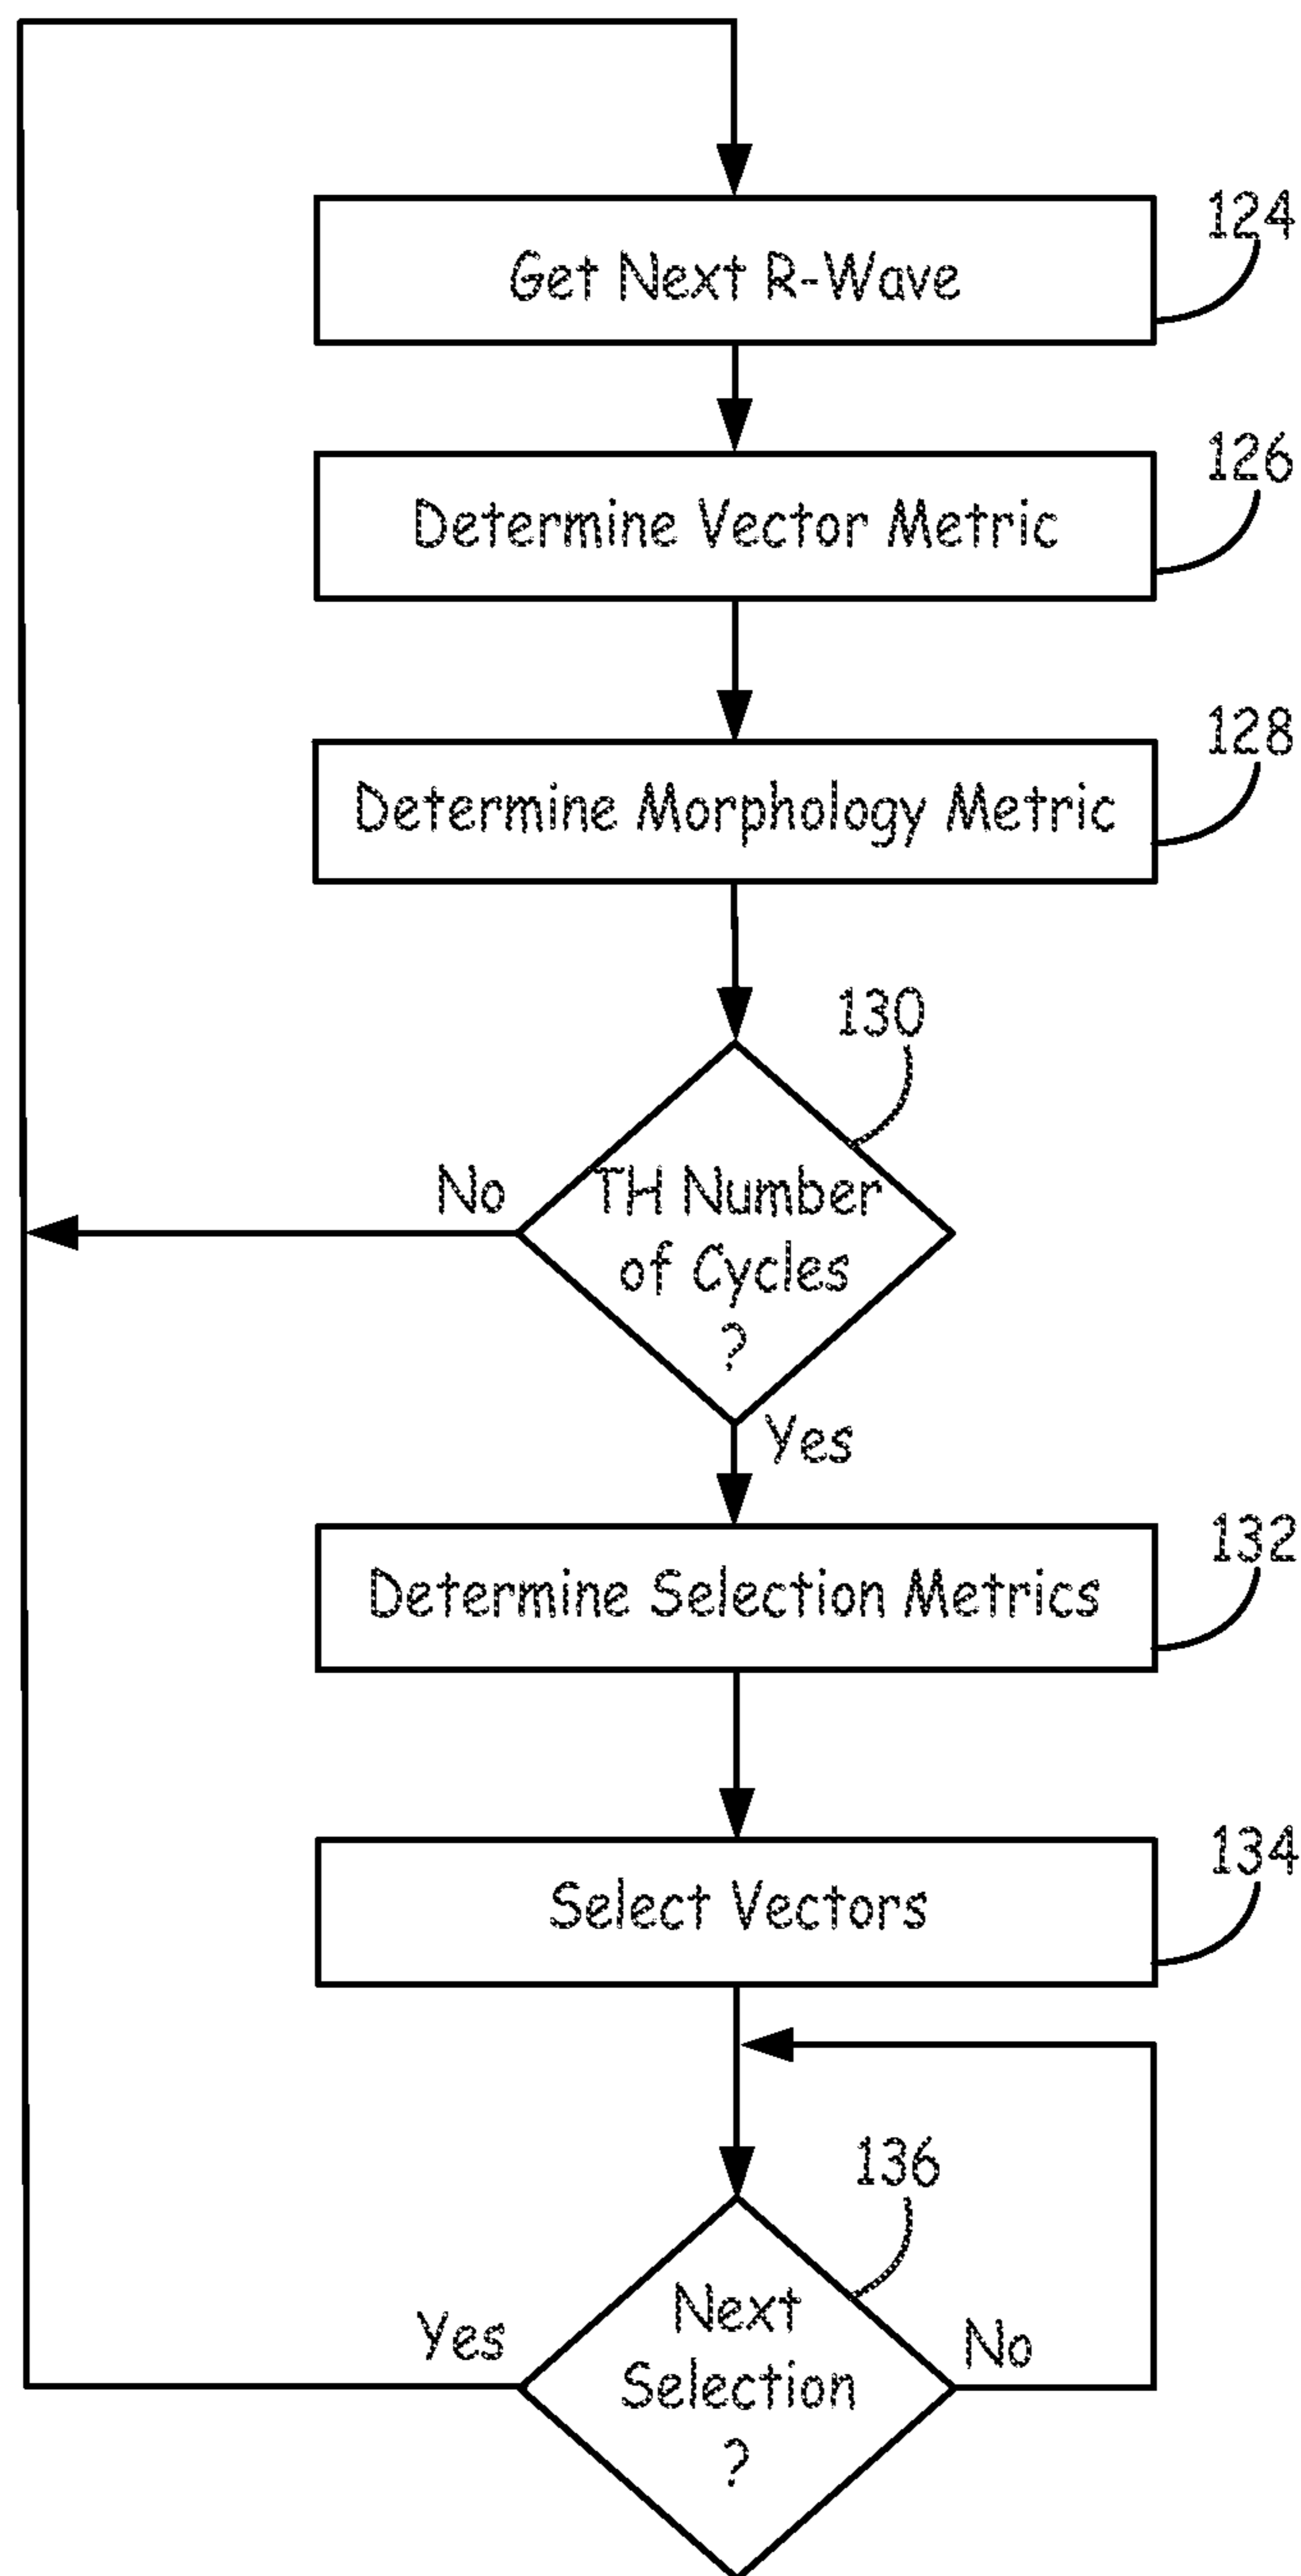 124
Get Next R-Wave
126
Determine Vector Metric
128
Determine Morphology Metric
130
No
TH Number
of Cycles
?
Yes
132
Determine Selection Metrics
134
Select Vectors
136
Yes
Next
Selection
?
No